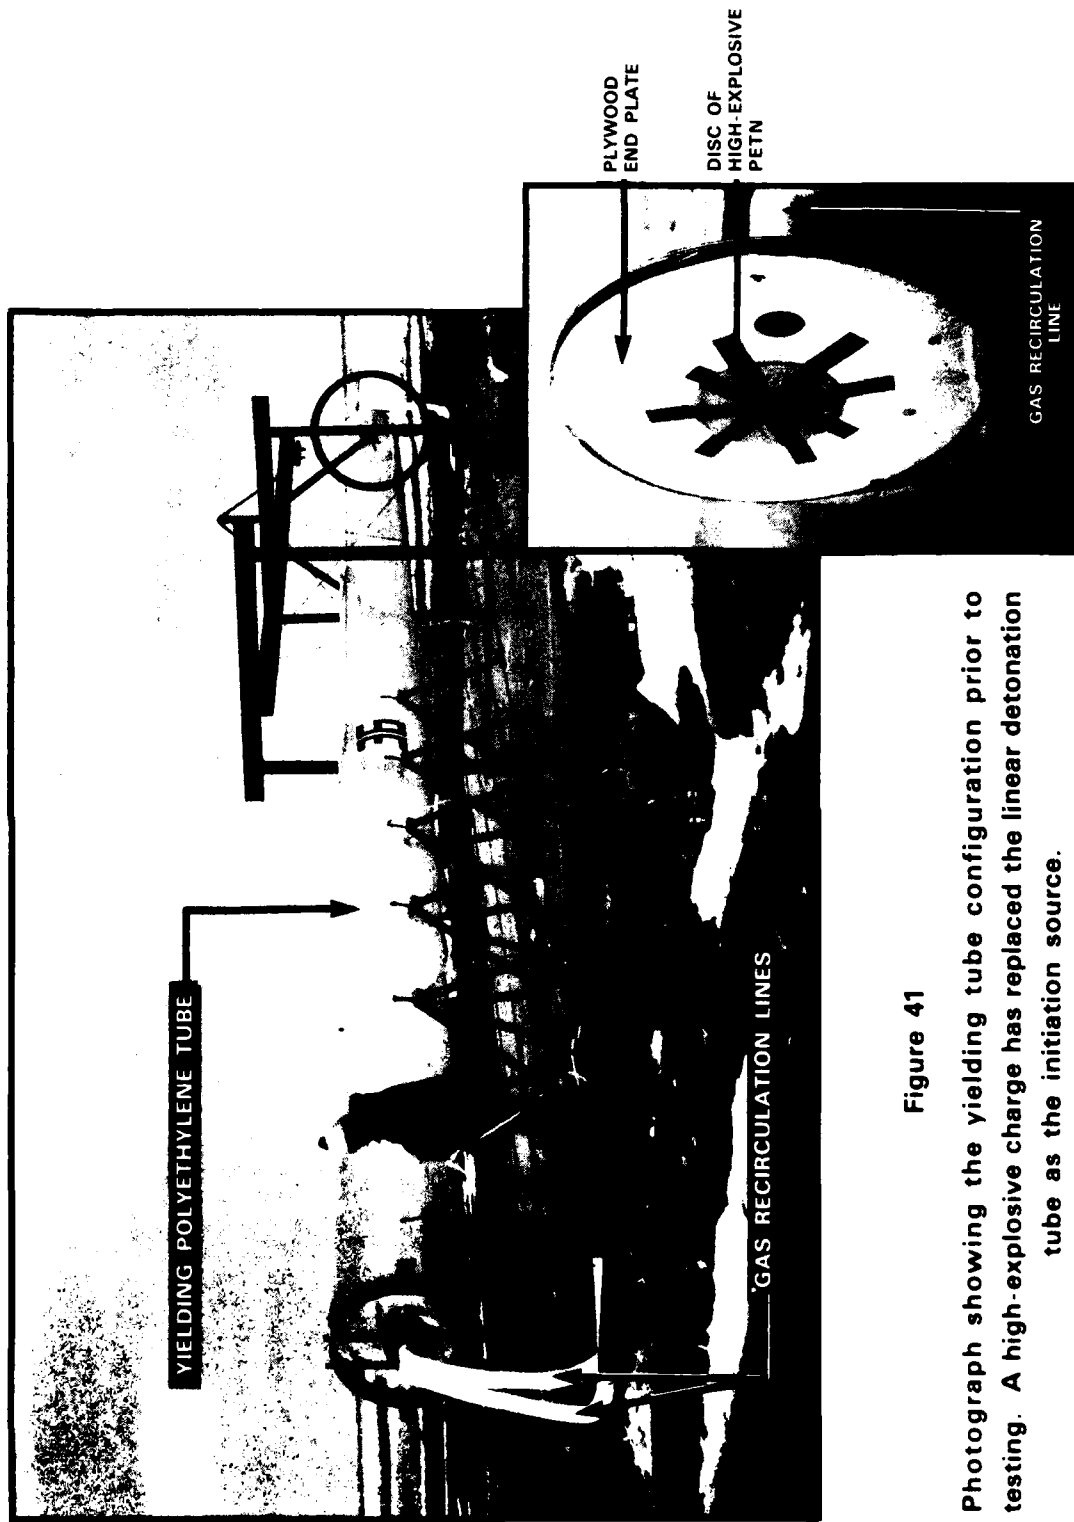 YIELDING POLYETHYLENE TUBE
GAS RECIRCULATION LINES
PLYWOOD
END PLATE
DISC OF
HIGH-EXPLOSIVE
PETN
GAS RECIRCULATION
LINE
Figure 41
Photograph showing the yielding tube configuration prior to
testing. A high-explosive charge has replaced the linear detonation
tube as the initiation source.